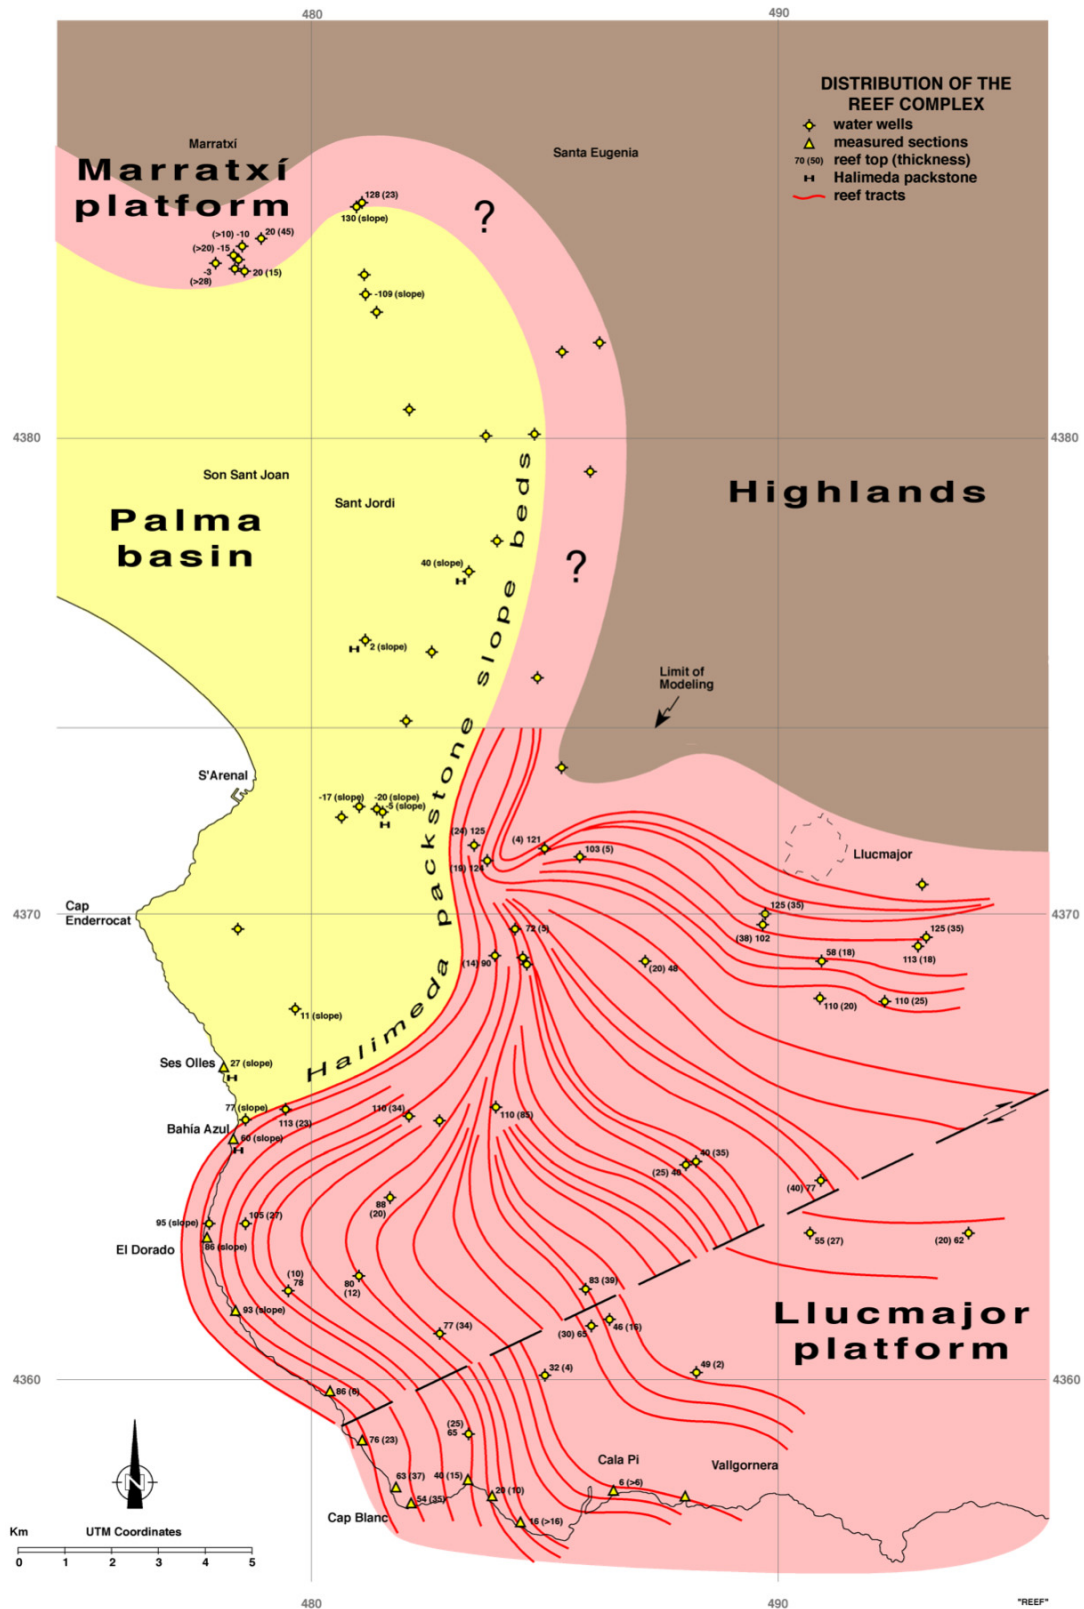 480
490
DISTRIBUTION OF THE
REEF COMPLEX
water wells
measured sections
70 (50) reef top (thickness)
Halimeda packstone
reef tracts
Marratxí
Santa Eugenia
Marratxí
platform
128 (23)
130 (slope)
?
(>10) -10
20 (45)
(>20) -15
-3
(>28)
20 (15)
-109 (slope)
4380
4380
Son Sant Joan
Sant Jordi
Highlands
Palma
basin
40 (slope)
?
2 (slope)
Limit of
Modeling
S'Arenal
-17 (slope)
-20 (slope)
-5 (slope)
Halimeda packstone slope beds
(24) 125
(19) 124
(4) 121
103 (5)
Llucmajor
Cap
Enderrocat
4370
125 (35)
(38) 102
125 (35)
113 (18)
72 (5)
(14) 90
(20) 48
58 (18)
110 (20)
110 (25)
11 (slope)
Ses Olles
27 (slope)
77 (slope)
113 (23)
110 (34)
110 (85)
Bahía Azul
60 (slope)
40 (35)
(25) 40
(40) 77
88
(20)
95 (slope)
105 (27)
El Dorado
86 (slope)
55 (27)
(20) 62
(10)
78
80
(12)
83 (39)
93 (slope)
46 (16)
(30) 65
77 (34)
Llucmajor
platform
32 (4)
49 (2)
4360
86 (6)
(25)
65
76 (23)
63 (37)
54 (35)
40 (15)
20 (10)
16 (>16)
Cala Pi
6 (>6)
Vallgornera
Cap Blanc
N
Km
UTM Coordinates
0 1 2 3 4 5
480
490
"REEF"